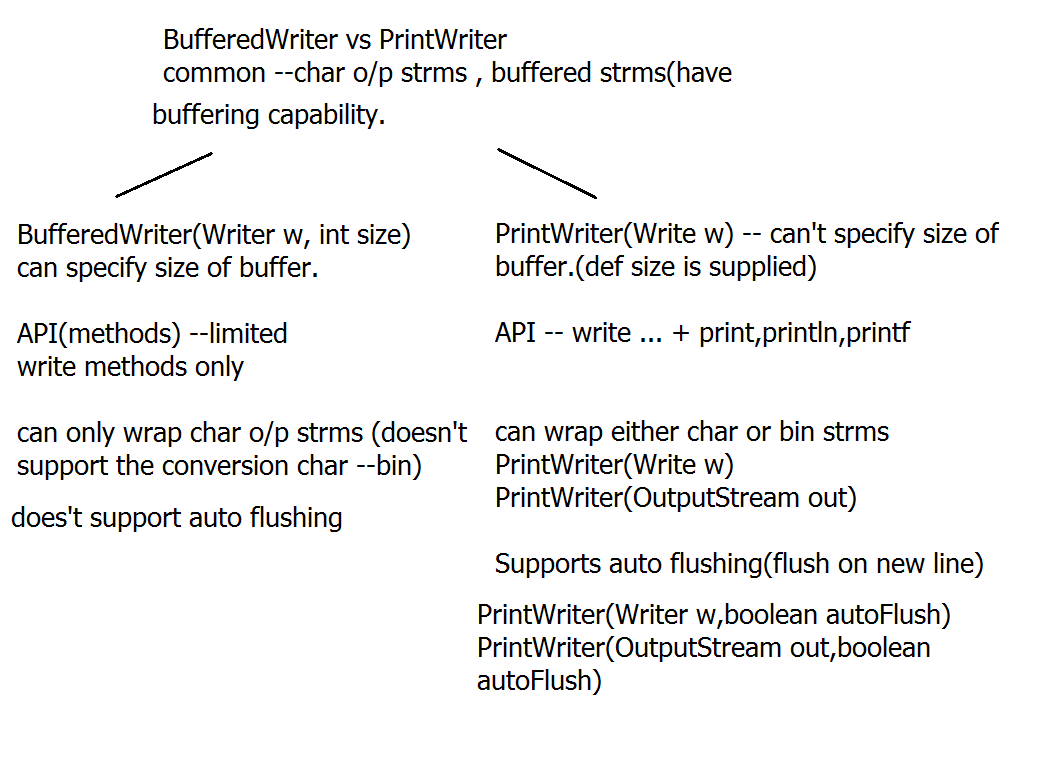 BufferedWriter vs PrintWriter
common --char o/p strms , buffered strms(have
buffering capability.
BufferedWriter(Writer w, int size)
can specify size of buffer.
API(methods) --limited
write methods only
can only wrap char o/p strms (doesn't
support the conversion char --bin)
does't support auto flushing
PrintWriter(Write w) -- can't specify size of
buffer.(def size is supplied)
API -- write ... + print,println,printf
can wrap either char or bin strms
PrintWriter(Write w)
PrintWriter(OutputStream out)
Supports auto flushing(flush on new line)
PrintWriter(Writer w,boolean autoFlush)
PrintWriter(OutputStream out,boolean
autoFlush)